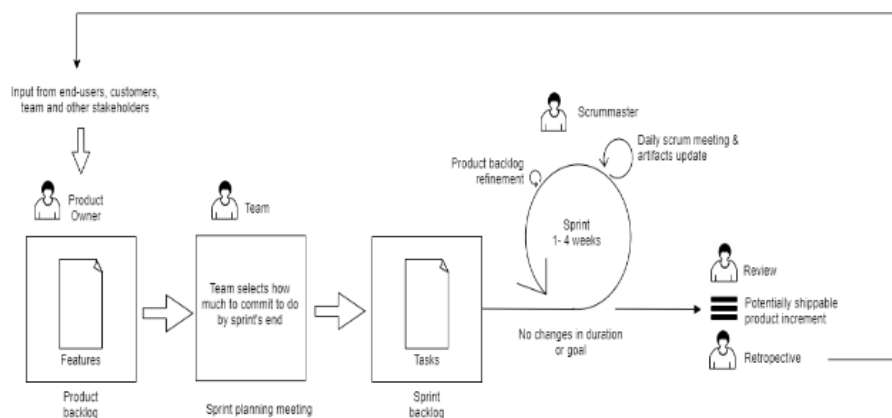 Input from end-users, customers,
team and other stakeholders
Product
Owner
Features
Product
backlog
Team
Team selects how
much to commit to do
by sprint's end
Sprint planning meeting
Tasks
Sprint
backlog
Scrummaster
Daily scrum meeting &
artifacts update
Product backlog
refinement
Sprint
1- 4 weeks
No changes in duration
or goal
Review
Potentially shippable
product increment
Retropective